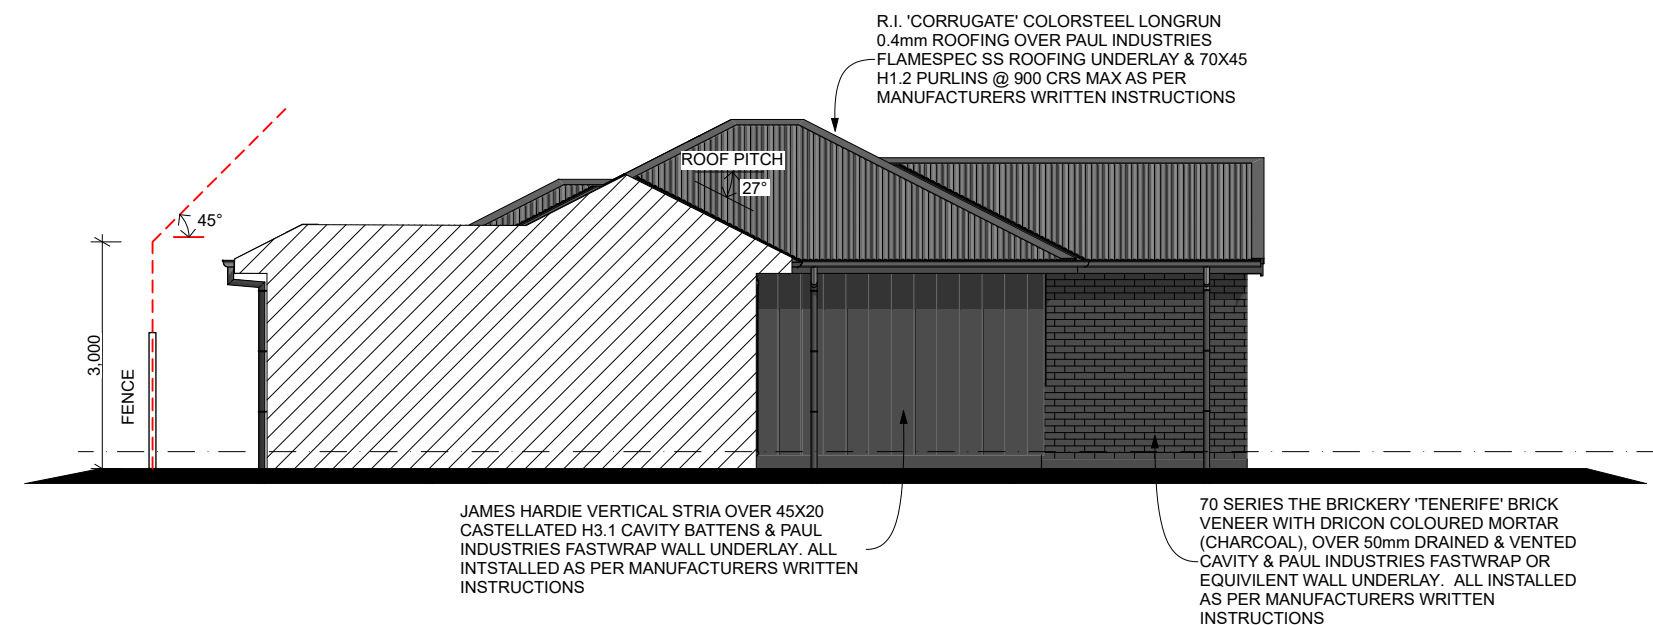 R.I. 'CORRUGATE' COLORSTEEL LONGRUN
0.4mm ROOFING OVER PAUL INDUSTRIES
FLAMESPEC SS ROOFING UNDERLAY & 70X45
H1.2 PURLINS @ 900 CRS MAX AS PER
MANUFACTURERS WRITTEN INSTRUCTIONS
ROOF PITCH
27°
45°
3,000
FENCE
JAMES HARDIE VERTICAL STRIA OVER 45X20
CASTELLATED H3.1 CAVITY BATTENS & PAUL
INDUSTRIES FASTWRAP WALL UNDERLAY. ALL
INTSTALLED AS PER MANUFACTURERS WRITTEN
INSTRUCTIONS
70 SERIES THE BRICKERY 'TENERIFE' BRICK
VENEER WITH DRICON COLOURED MORTAR
(CHARCOAL), OVER 50mm DRAINED & VENTED
CAVITY & PAUL INDUSTRIES FASTWRAP OR
EQUIVILENT WALL UNDERLAY.  ALL INSTALLED
AS PER MANUFACTURERS WRITTEN
INSTRUCTIONS